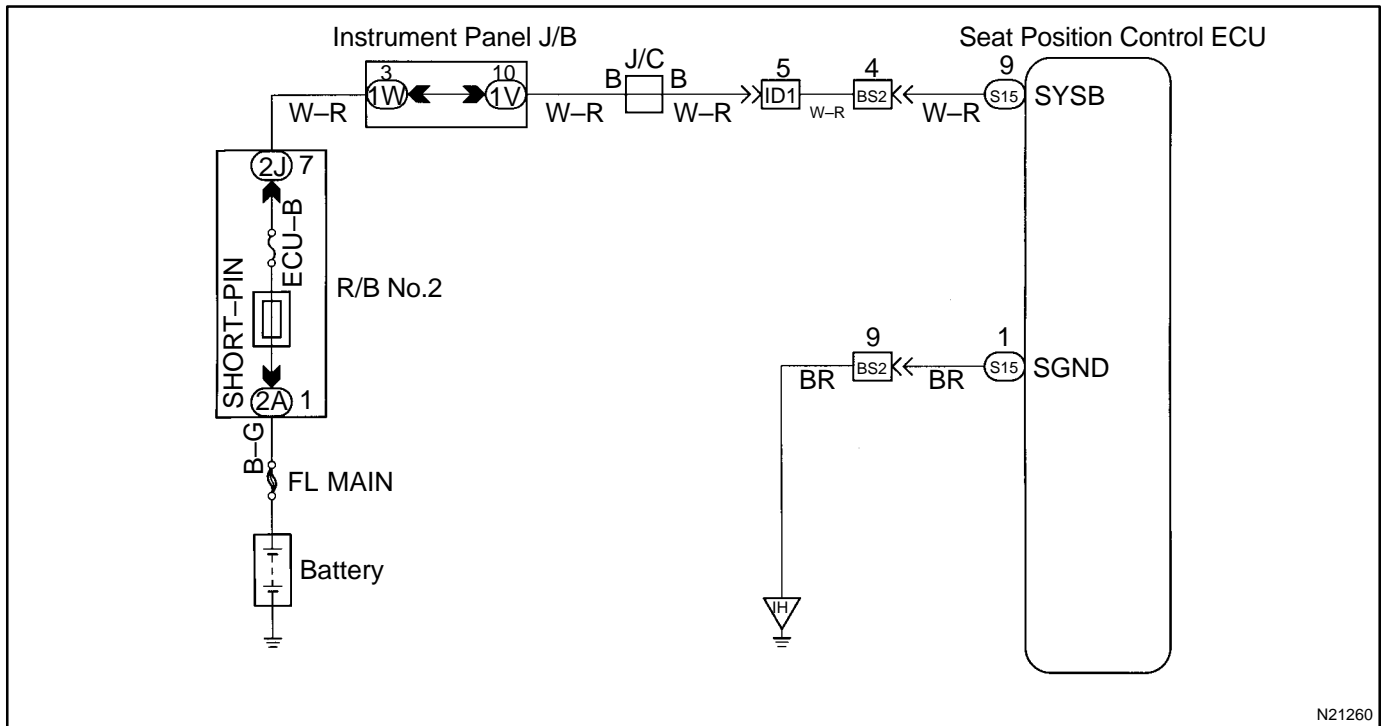 Instrument Panel J/B
Seat Position Control ECU
J/C
3
10
5
4
9
1W
1V
B
B
ID1
BS2
S15
SYSB
W–R
W–R
W–R
W–R
W–R
2J
7
SHORT–PIN
ECU–B
R/B No.2
2A
1
9
1
BR
BS2
BR
S15
SGND
B–G
FL MAIN
Battery
IH
N21260